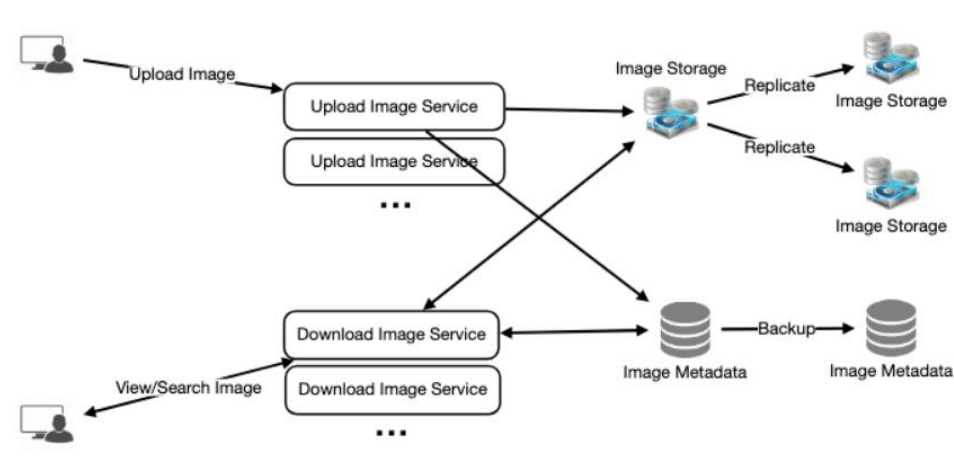 Upload Image
Upload Image Service
Upload Image Service
...
Image Storage
Replicate
Image Storage
Replicate
Image Storage
Download Image Service
Download Image Service
...
View/Search Image
Image Metadata
Backup
Image Metadata